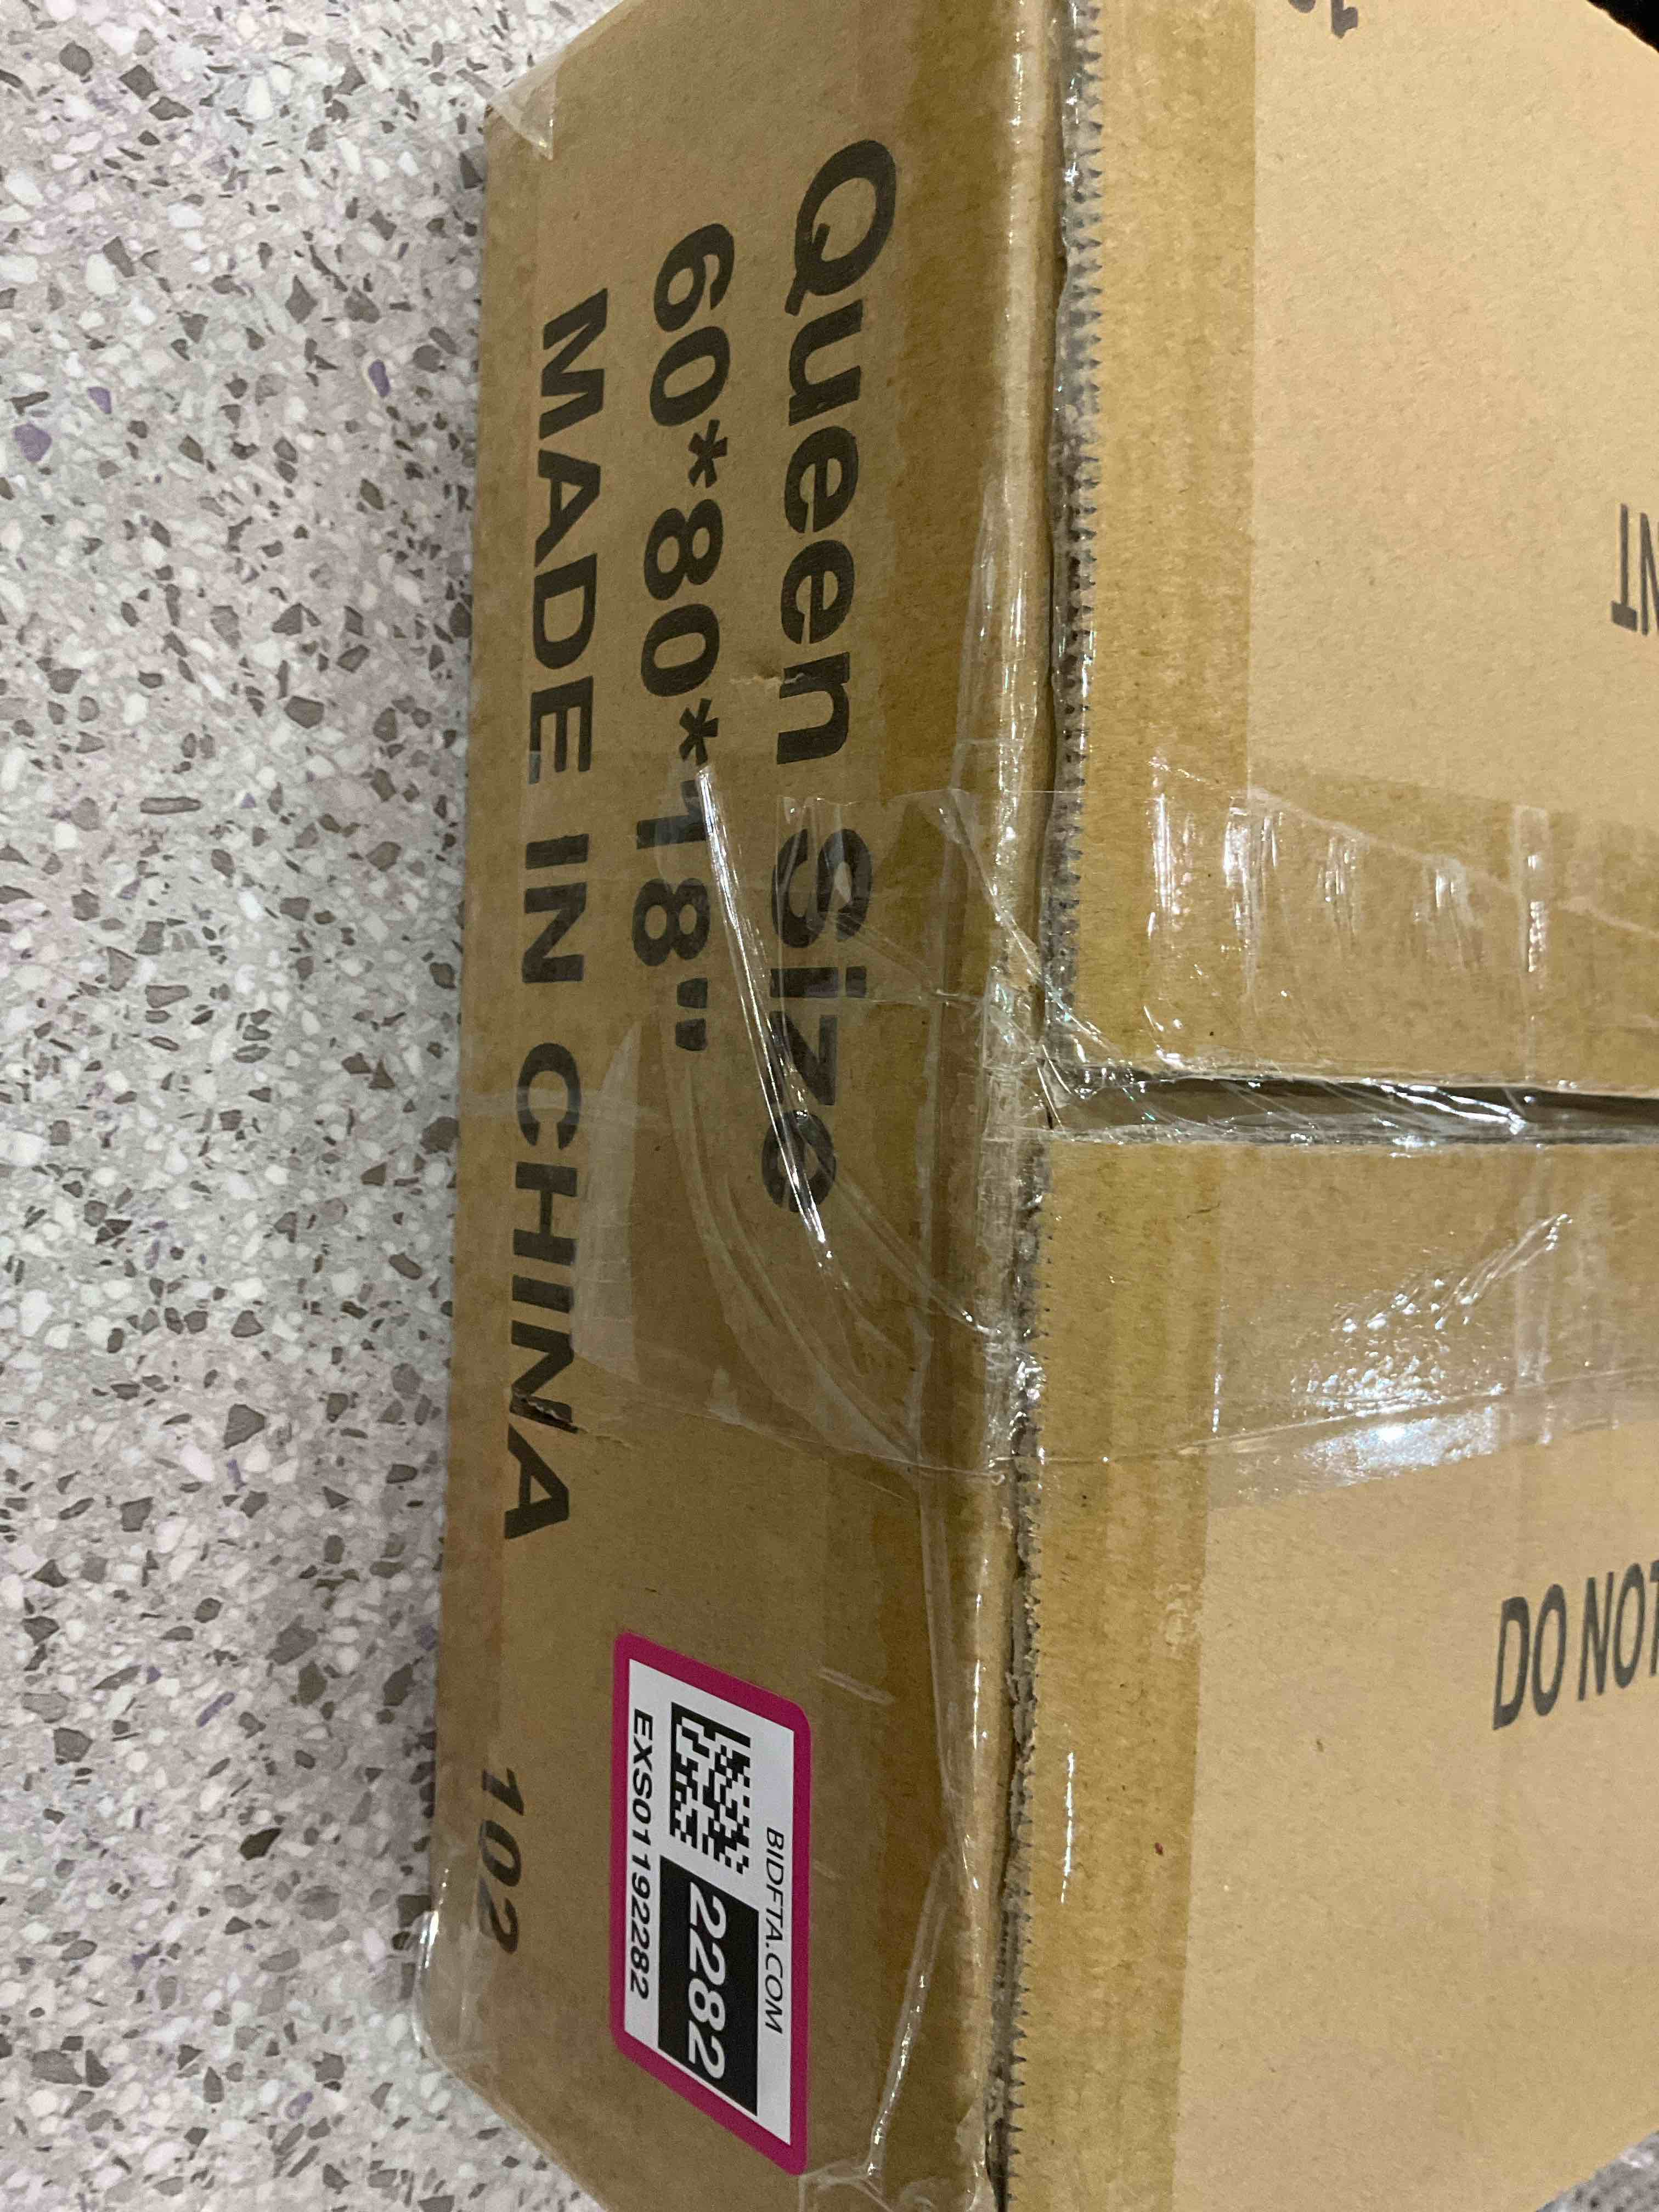 Queen Size
60*80*18"
MADE IN CHINA
102
BIDFTA.COM
2282
EXS01192282
DO NOT